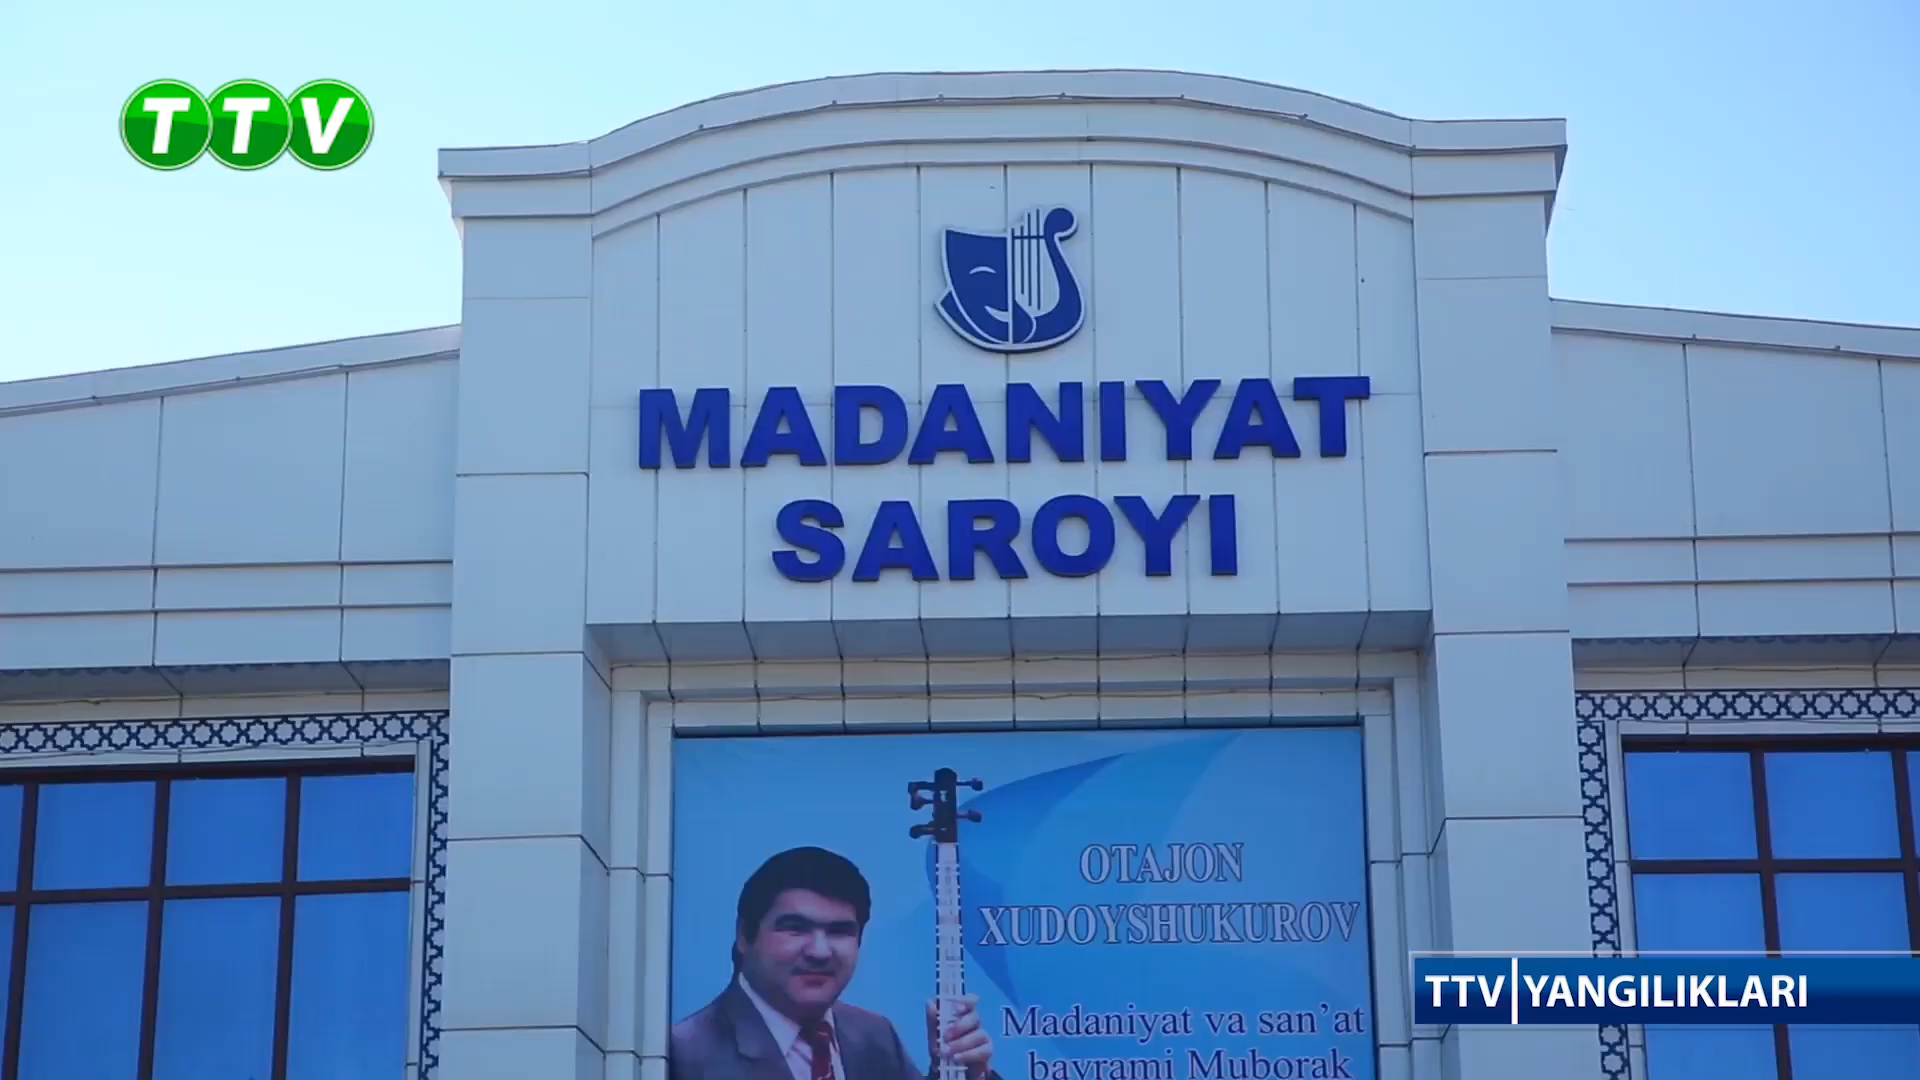 TTV
MADANIYAT
SAROYI
OTAJON
XUDOYSHUKUROV
Madaniyat va san'at
bayrami Muborak
TTV YANGILIKLARI